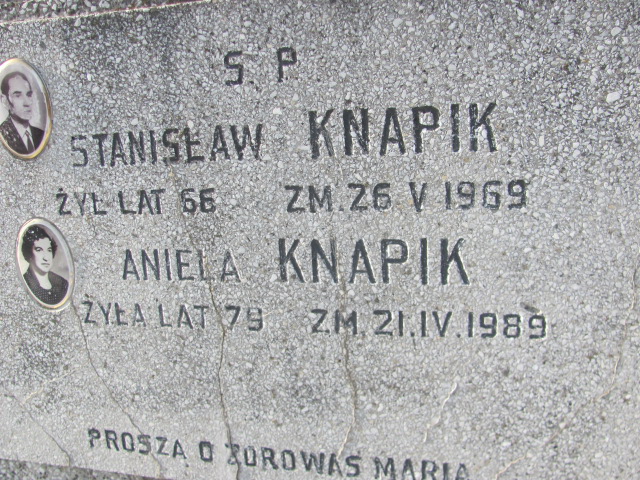 S. P.
STANISŁAW KNAPIK
ŻYŁ LAT 66 ZM. 26 V 1969
ANIELA KNAPIK
ŻYŁA LAT 79 ZM. 21.IV.1989
PROSZĄ O ZDROWAŚ MARIA